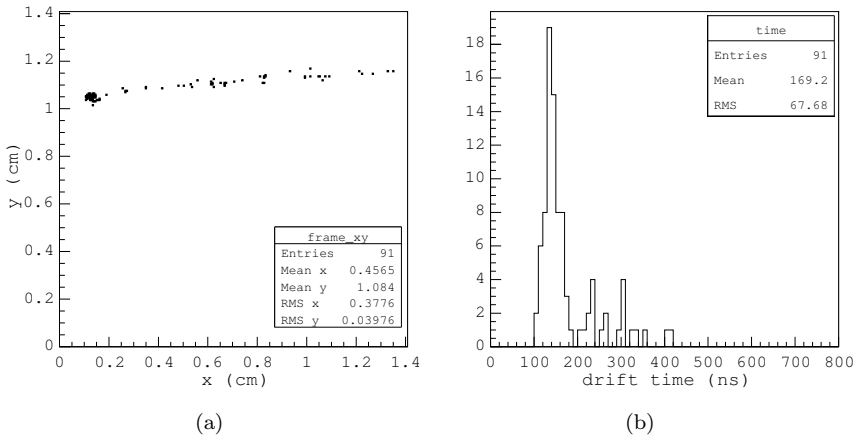 1.4
1.2
1
0.8
0.6
0.4
0.2
0
y (cm)
0 0.2 0.4 0.6 0.8 1 1.2 1.4
x (cm)
frame_xy
Entries 91
Mean x 0.4565
Mean y 1.084
RMS x 0.3776
RMS y 0.03976
(a)
18
16
14
12
10
8
6
4
2
0
0 100 200 300 400 500 600 700 800
drift time (ns)
time
Entries 91
Mean 169.2
RMS 67.68
(b)